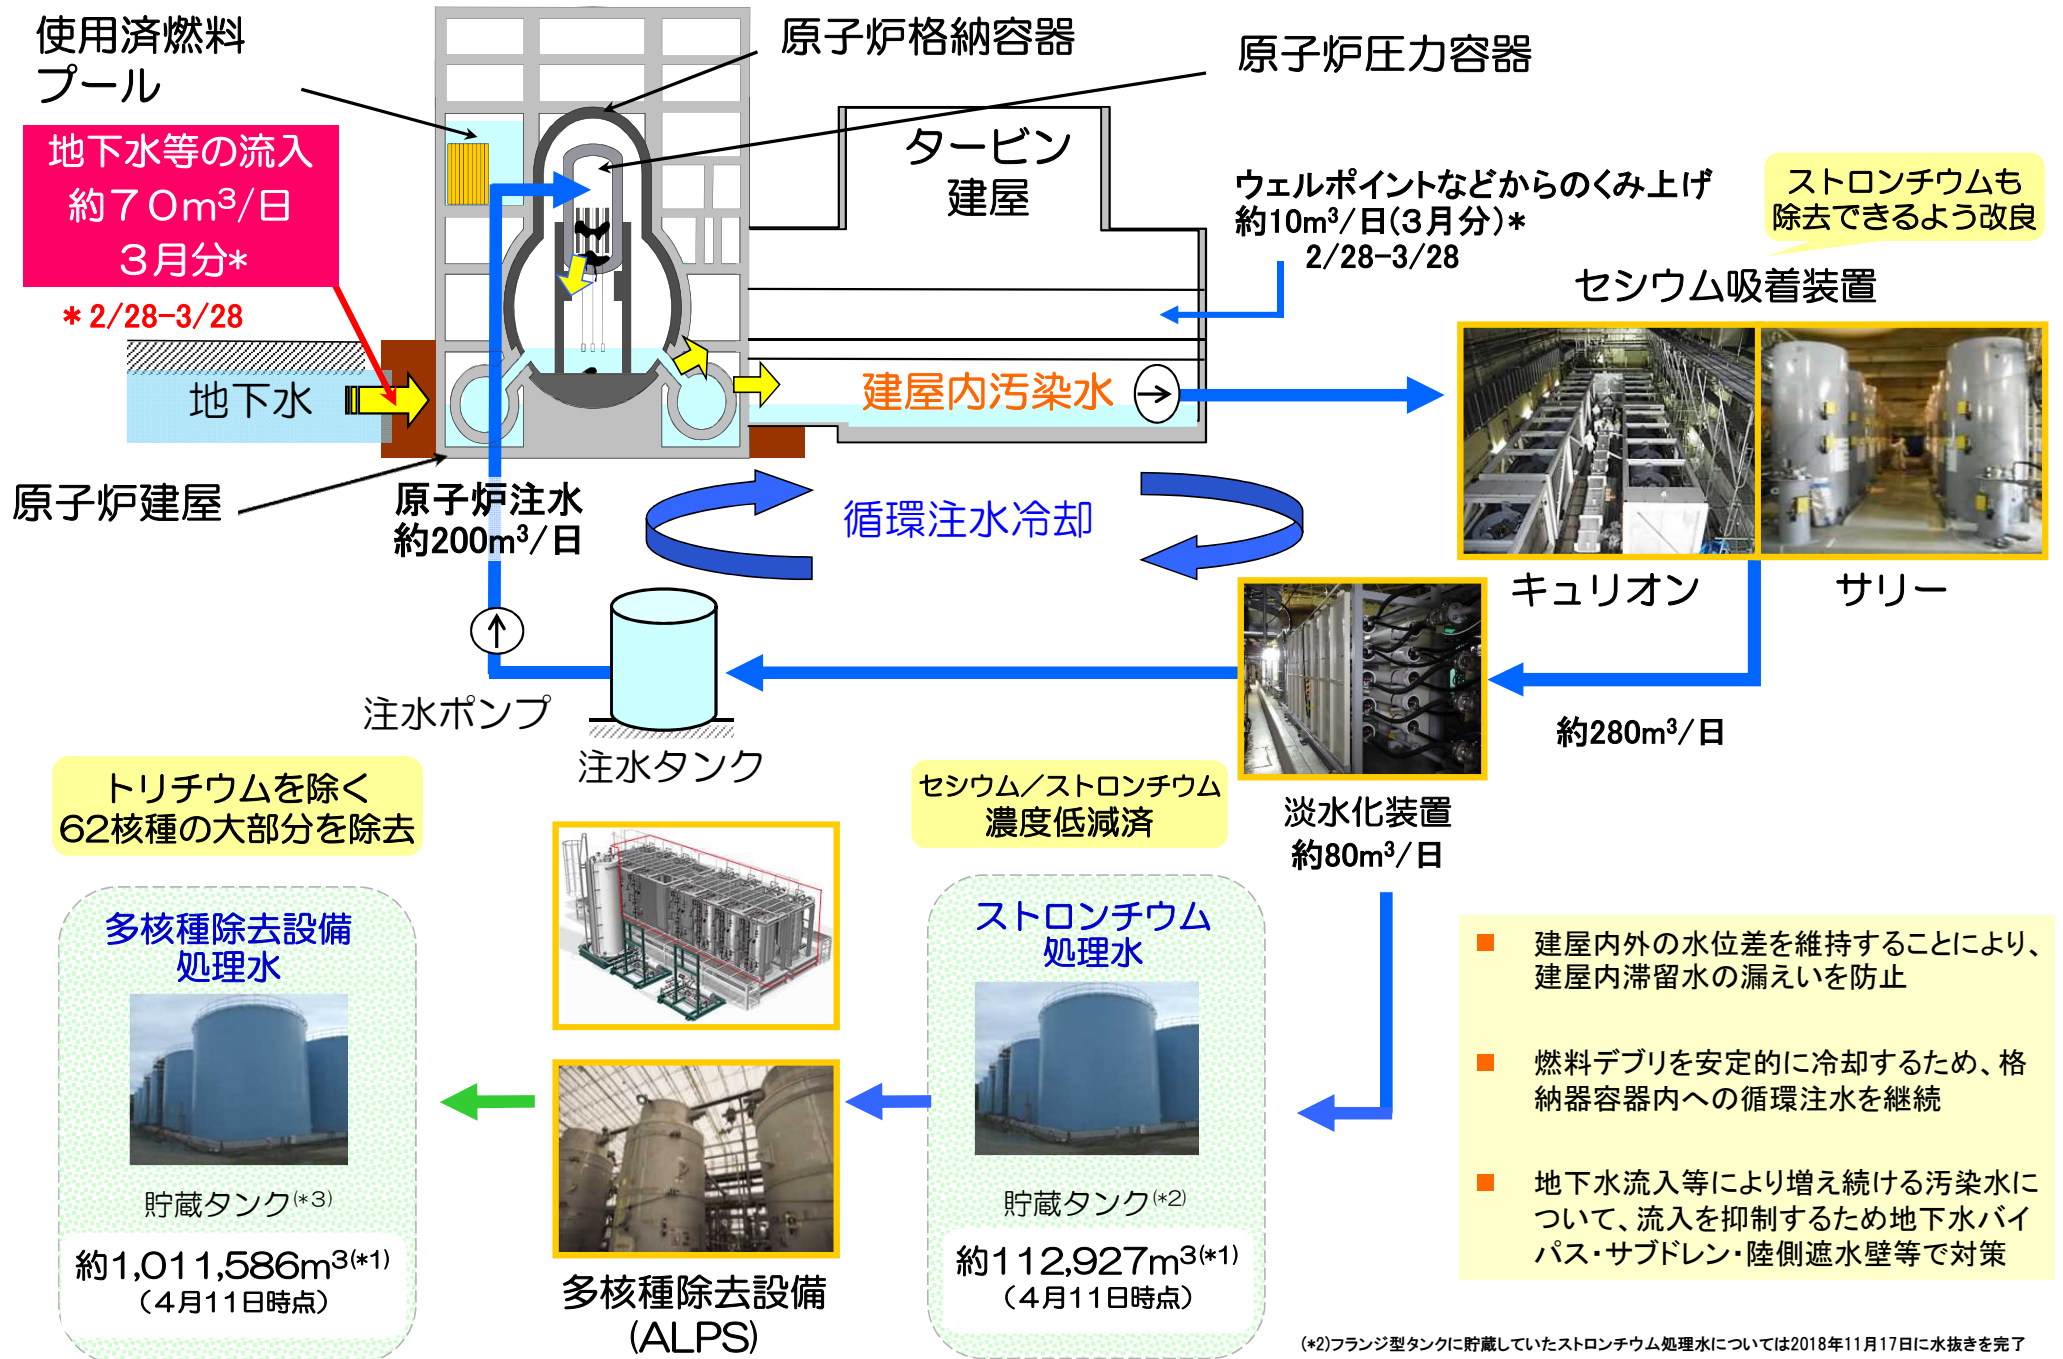 使用済燃料
プール
原子炉格納容器
原子炉圧力容器
地下水等の流入
約７０m³/日
３月分*
＊2/28-3/28
タービン
建屋
ウェルポイントなどからのくみ上げ
約10m³/日(３月分)*
2/28-3/28
ストロンチウムも
除去できるよう改良
セシウム吸着装置
地下水
建屋内汚染水
原子炉建屋
原子炉注水
約200m³/日
循環注水冷却
キュリオン
サリー
注水ポンプ
注水タンク
約280m³/日
淡水化装置
約80m³/日
トリチウムを除く
62核種の大部分を除去
セシウム／ストロンチウム
濃度低減済
多核種除去設備
処理水
貯蔵タンク(*3)
約1,011,586m³(*1)
（4月11日時点）
多核種除去設備
(ALPS)
ストロンチウム
処理水
貯蔵タンク(*2)
約112,927m³(*1)
（4月11日時点）
■ 建屋内外の水位差を維持することにより、
建屋内滞留水の漏えいを防止
■ 燃料デブリを安定的に冷却するため、格
納器容器内への循環注水を継続
■ 地下水流入等により増え続ける汚染水に
ついて、流入を抑制するため地下水バイ
パス・サブドレン・陸側遮水壁等で対策
(*2)フランジ型タンクに貯蔵していたストロンチウム処理水については2018年11月17日に水抜きを完了